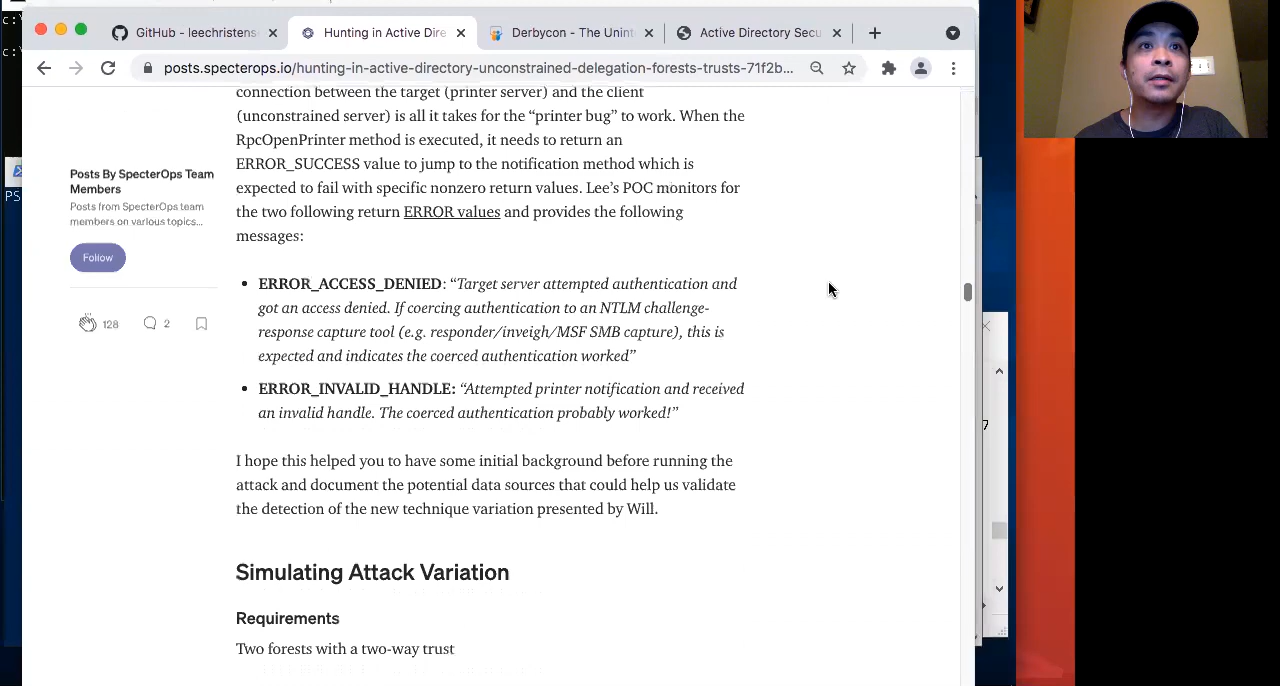 c:\
c:\
PS
GitHub - leechristens
Hunting in Active Dire
Derbycon - The Unint
Active Directory Secu
posts.specterops.io/hunting-in-active-directory-unconstrained-delegation-forests-trusts-71f2b...
connection between the target (printer server) and the client
(unconstrained server) is all it takes for the “printer bug” to work. When the
RpcOpenPrinter method is executed, it needs to return an
ERROR_SUCCESS value to jump to the notification method which is
expected to fail with specific nonzero return values. Lee’s POC monitors for
the two following return ERROR values and provides the following
messages:
Posts By SpecterOps Team
Members
Posts from SpecterOps team
members on various topics...
Follow
128
2
• ERROR_ACCESS_DENIED: “Target server attempted authentication and
got an access denied. If coercing authentication to an NTLM challenge-
response capture tool (e.g. responder/inveigh/MSF SMB capture), this is
expected and indicates the coerced authentication worked”
• ERROR_INVALID_HANDLE: “Attempted printer notification and received
an invalid handle. The coerced authentication probably worked!”
I hope this helped you to have some initial background before running the
attack and document the potential data sources that could help us validate
the detection of the new technique variation presented by Will.
Simulating Attack Variation
Requirements
Two forests with a two-way trust
7